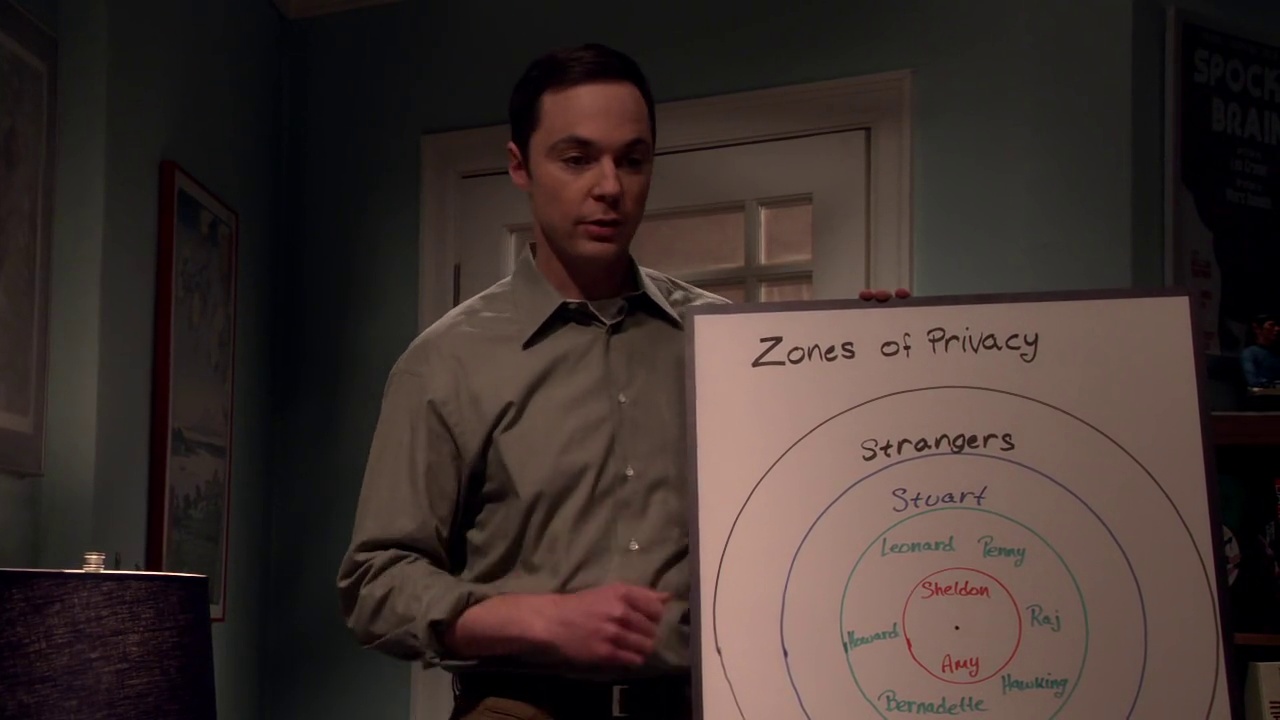 SPOCK
BRAIN
Zones of Privacy
Strangers
Stuart
Leonard Penny
Sheldon
Raj
Howard
Amy
Hawking
Bernadette